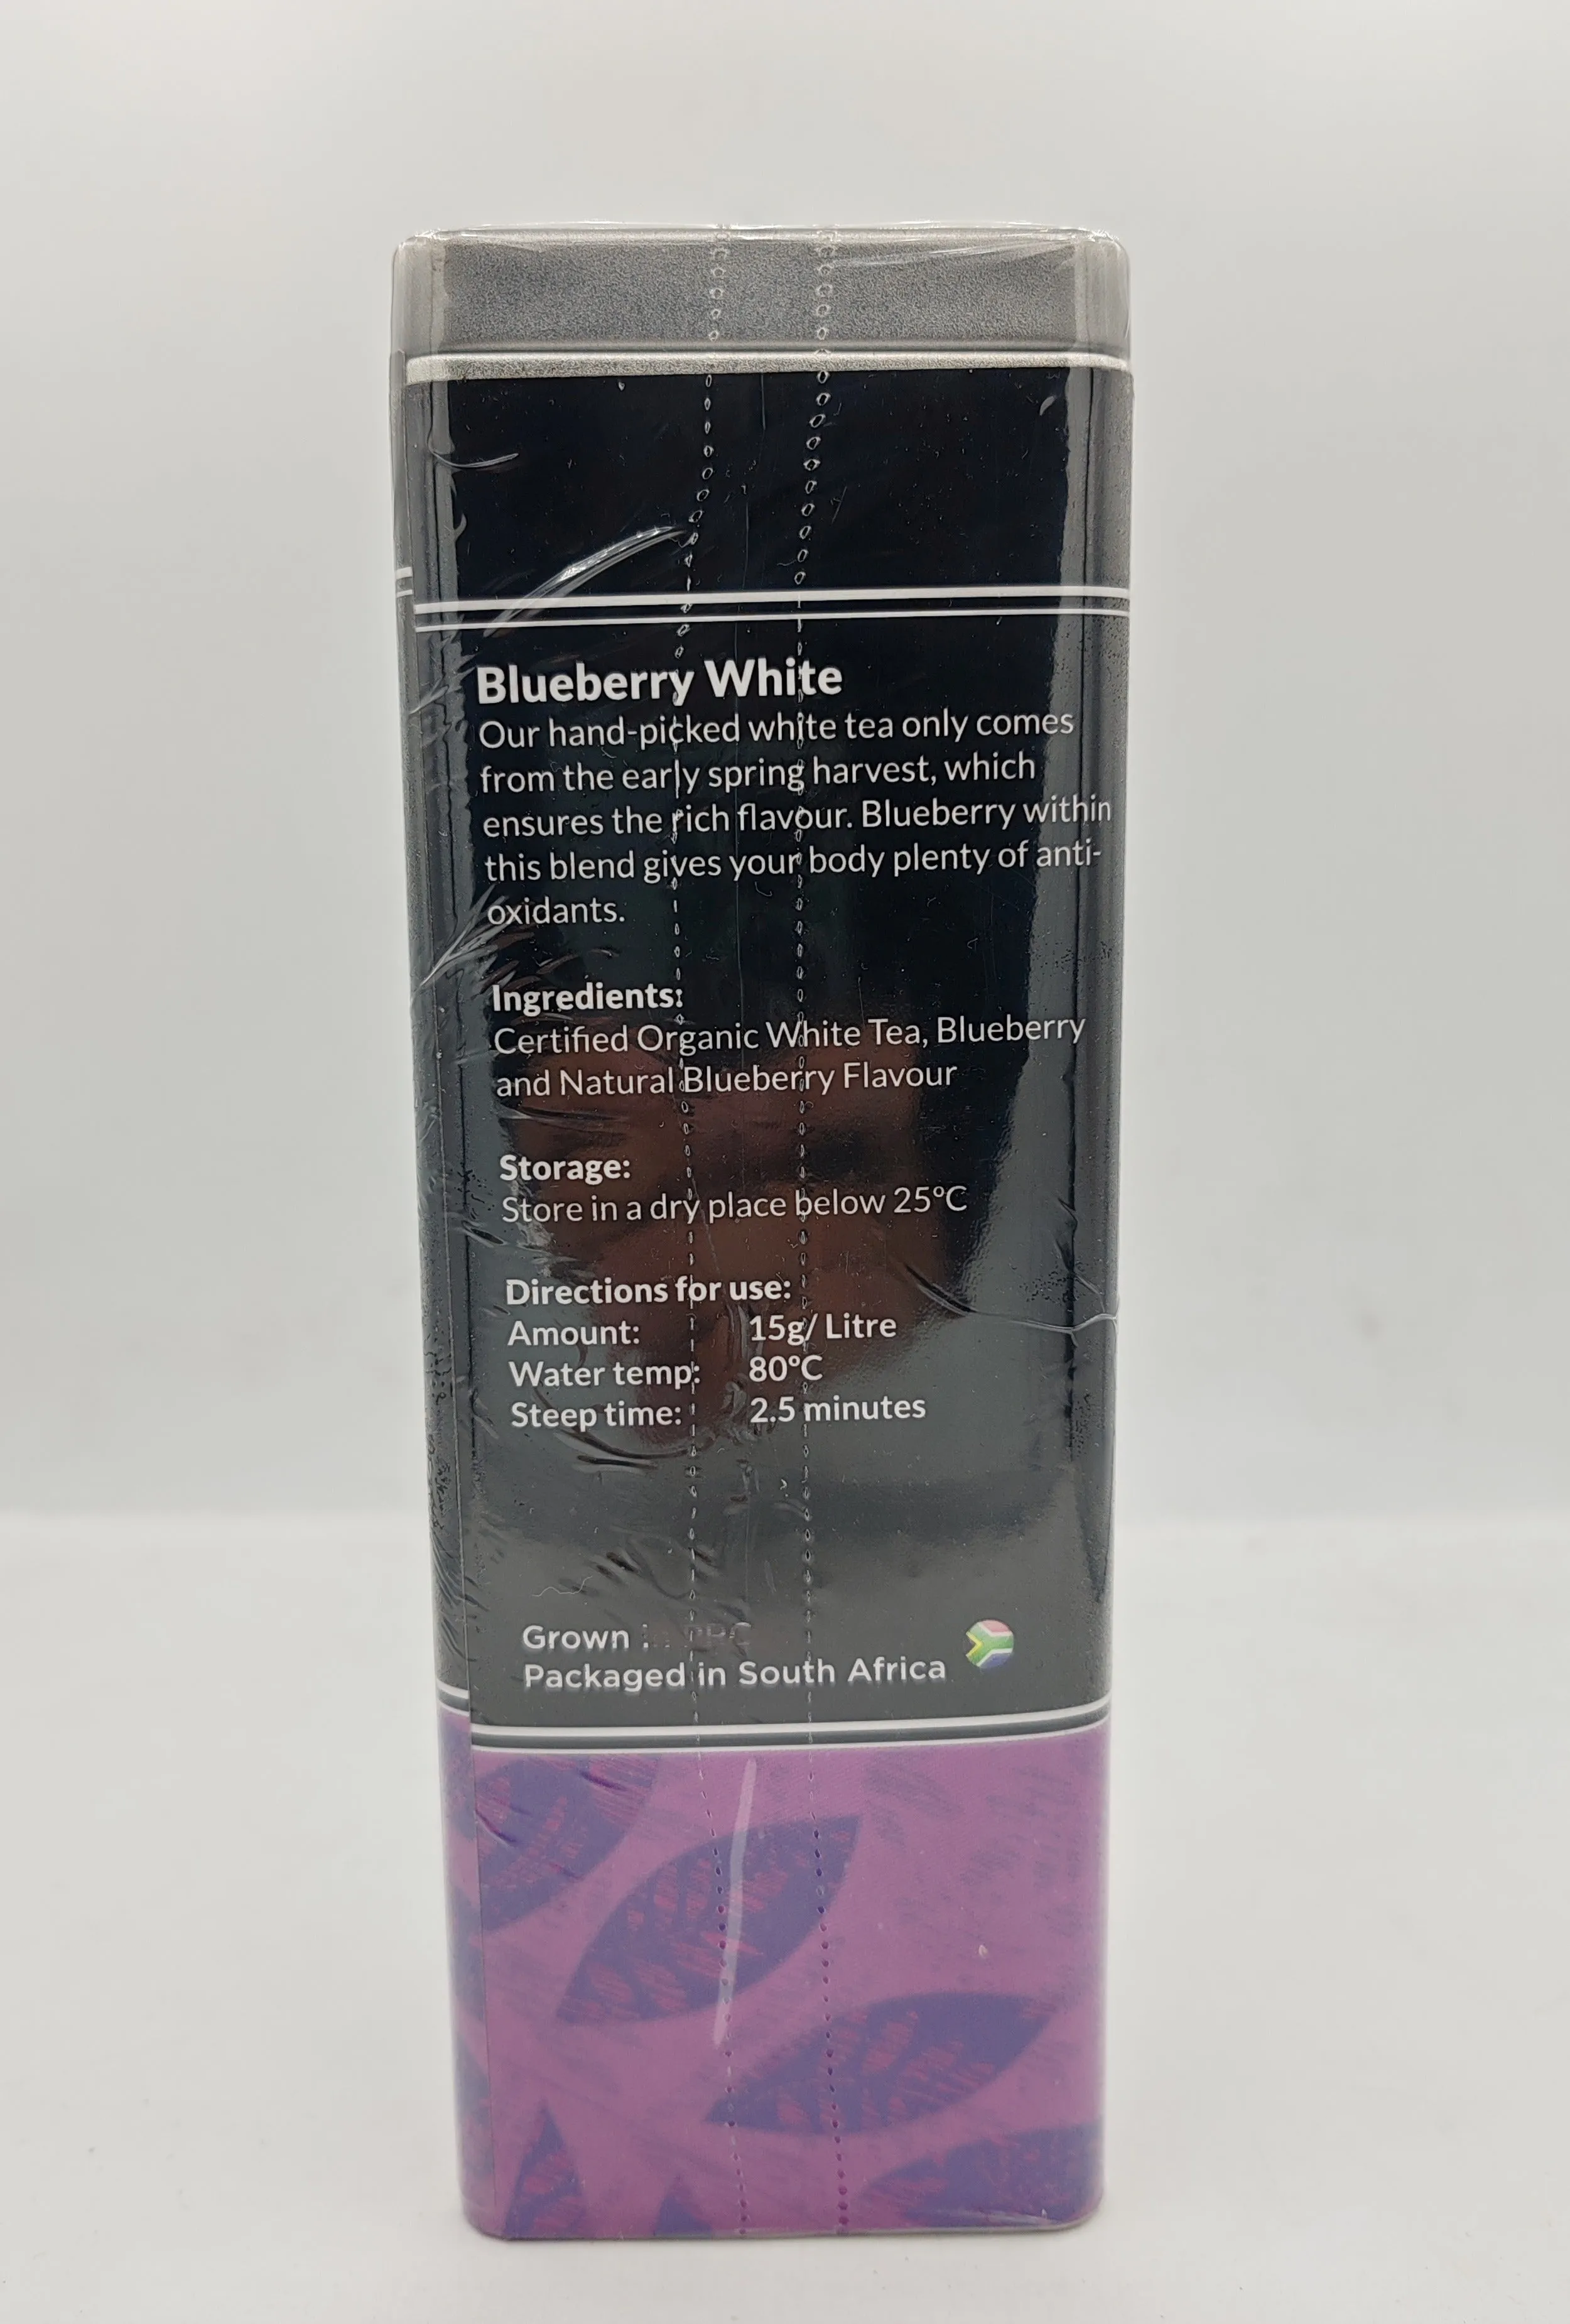 Blueberry White
Our hand-picked white tea only comes
from the early spring harvest, which
ensures the rich flavour. Blueberry within
this blend gives your body plenty of anti-
oxidants.
Ingredients:
Certified Organic White Tea, Blueberry
and Natural Blueberry Flavour
Storage:
Store in a dry place below 25°C
Directions for use:
Amount: 15g/ Litre
Water temp: 80°C
Steep time: 2.5 minutes
Grown
Packaged in South Africa